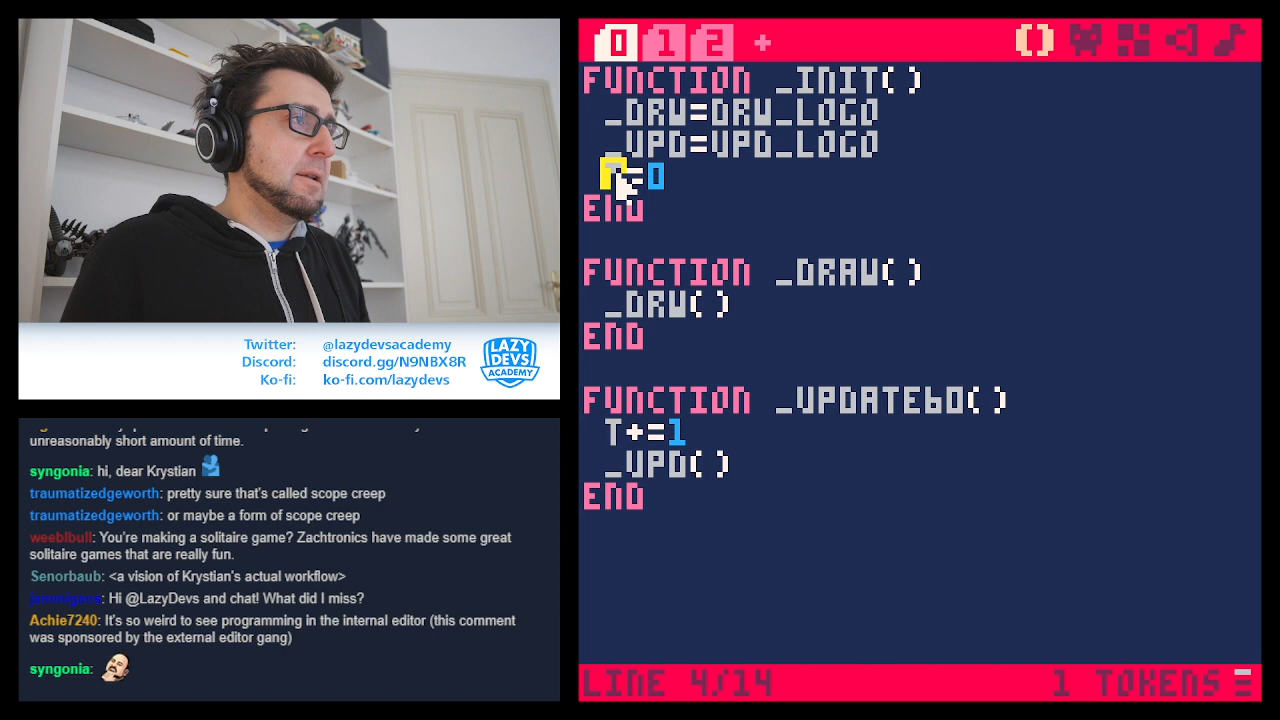 0 1 2 +
FUNCTION _INIT()
_DRW=DRW_LOGO
_UPD=UPD_LOGO
T=0
END
FUNCTION _DRAW()
_DRW()
END
FUNCTION _UPDATE60()
T+=1
_UPD()
END
LINE 4/14 1 TOKENS
Twitter: @lazydevsacademy
Discord: discord.gg/N9NBX8R
Ko-fi: ko-fi.com/lazydevs
LAZY
DEVS
ACADEMY
unreasonably short amount of time.
syngonia: hi, dear Krystian
traumatizedgeworth: pretty sure that's called scope creep
traumatizedgeworth: or maybe a form of scope creep
weeblbull: You're making a solitaire game? Zachtronics have made some great
solitaire games that are really fun.
Senorbaub: <a vision of Krystian's actual workflow>
: Hi @LazyDevs and chat! What did I miss?
Achie7240: It's so weird to see programming in the internal editor (this comment
was sponsored by the external editor gang)
syngonia: